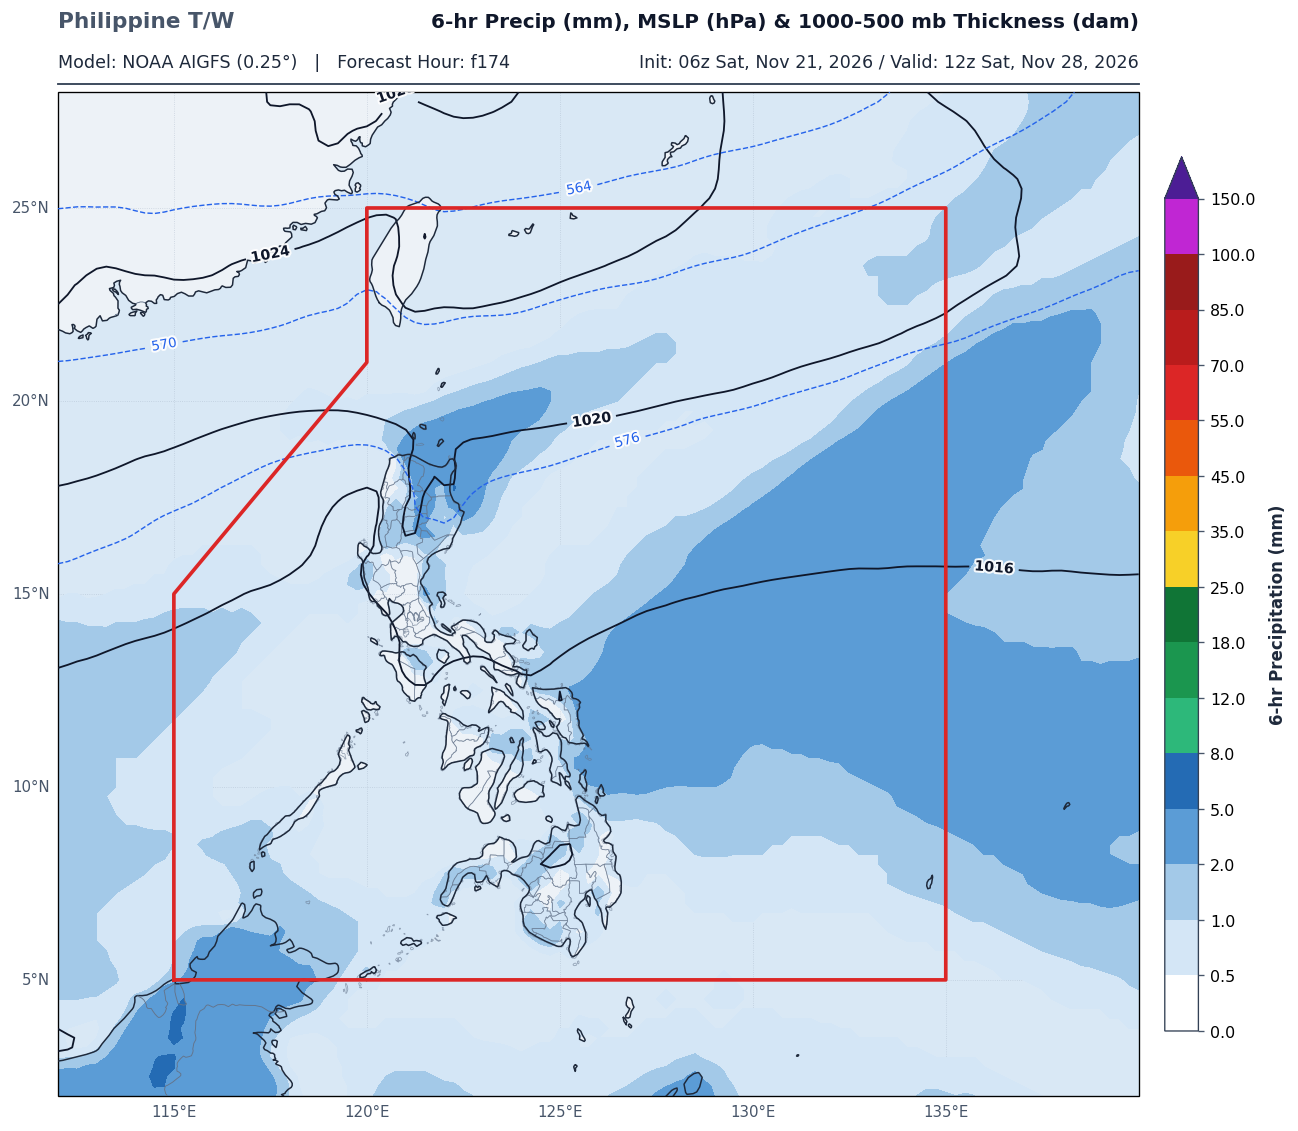 Philippine T/W
6-hr Precip (mm), MSLP (hPa) & 1000-500 mb Thickness (dam)
Model: NOAA AIGFS (0.25°) | Forecast Hour: f174
Init: 06z Sat, Nov 21, 2026 / Valid: 12z Sat, Nov 28, 2026
564
1024
570
1020
576
1016
25°N
20°N
15°N
10°N
5°N
115°E
120°E
125°E
130°E
135°E
150.0
100.0
85.0
70.0
55.0
45.0
35.0
25.0
18.0
12.0
8.0
5.0
2.0
1.0
0.5
0.0
6-hr Precipitation (mm)